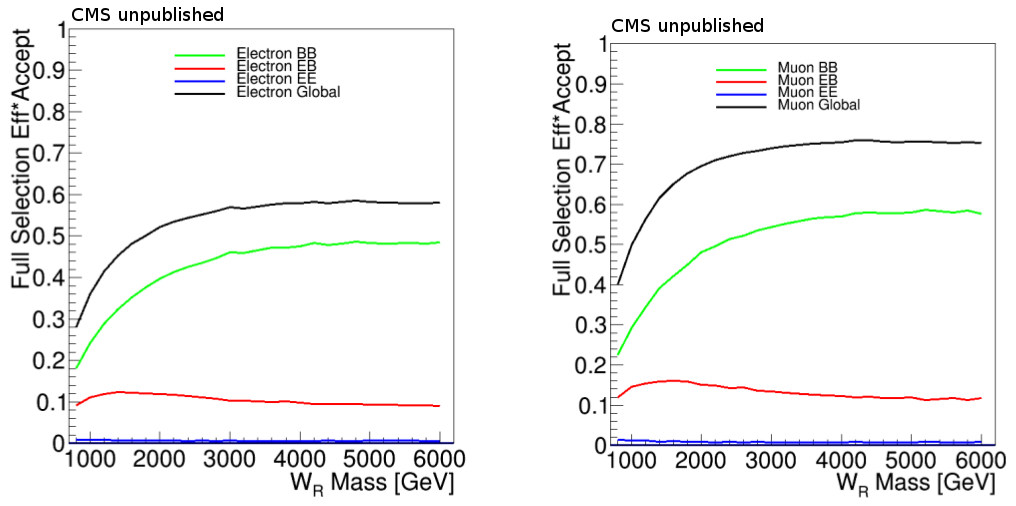 CMS unpublished
Full Selection Eff*Accept
1
0.9
0.8
0.7
0.6
0.5
0.4
0.3
0.2
0.1
0
Electron BB
Electron EB
Electron EE
Electron Global
1000 2000 3000 4000 5000 6000
W_R Mass [GeV]
CMS unpublished
Full Selection Eff*Accept
1
0.9
0.8
0.7
0.6
0.5
0.4
0.3
0.2
0.1
0
Muon BB
Muon EB
Muon EE
Muon Global
1000 2000 3000 4000 5000 6000
W_R Mass [GeV]